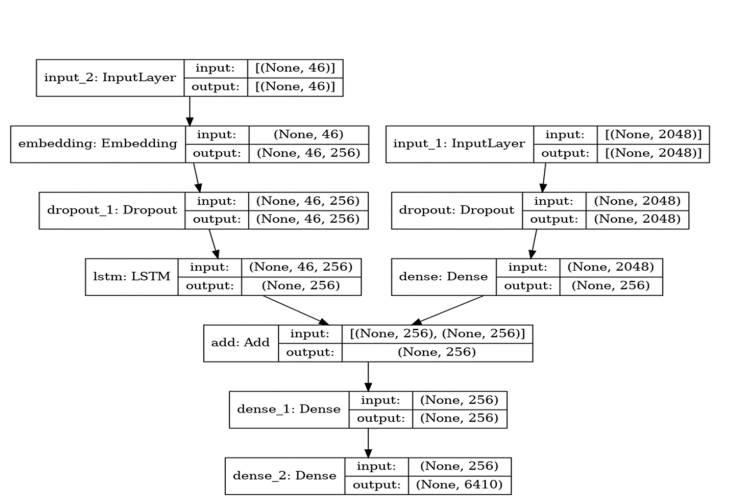 input_2: InputLayer
input: [(None, 46)]
output: [(None, 46)]
embedding: Embedding
input: (None, 46)
output: (None, 46, 256)
input_1: InputLayer
input: [(None, 2048)]
output: [(None, 2048)]
dropout_1: Dropout
input: (None, 46, 256)
output: (None, 46, 256)
dropout: Dropout
input: (None, 2048)
output: (None, 2048)
lstm: LSTM
input: (None, 46, 256)
output: (None, 256)
dense: Dense
input: (None, 2048)
output: (None, 256)
add: Add
input: [(None, 256), (None, 256)]
output: (None, 256)
dense_1: Dense
input: (None, 256)
output: (None, 256)
dense_2: Dense
input: (None, 256)
output: (None, 6410)